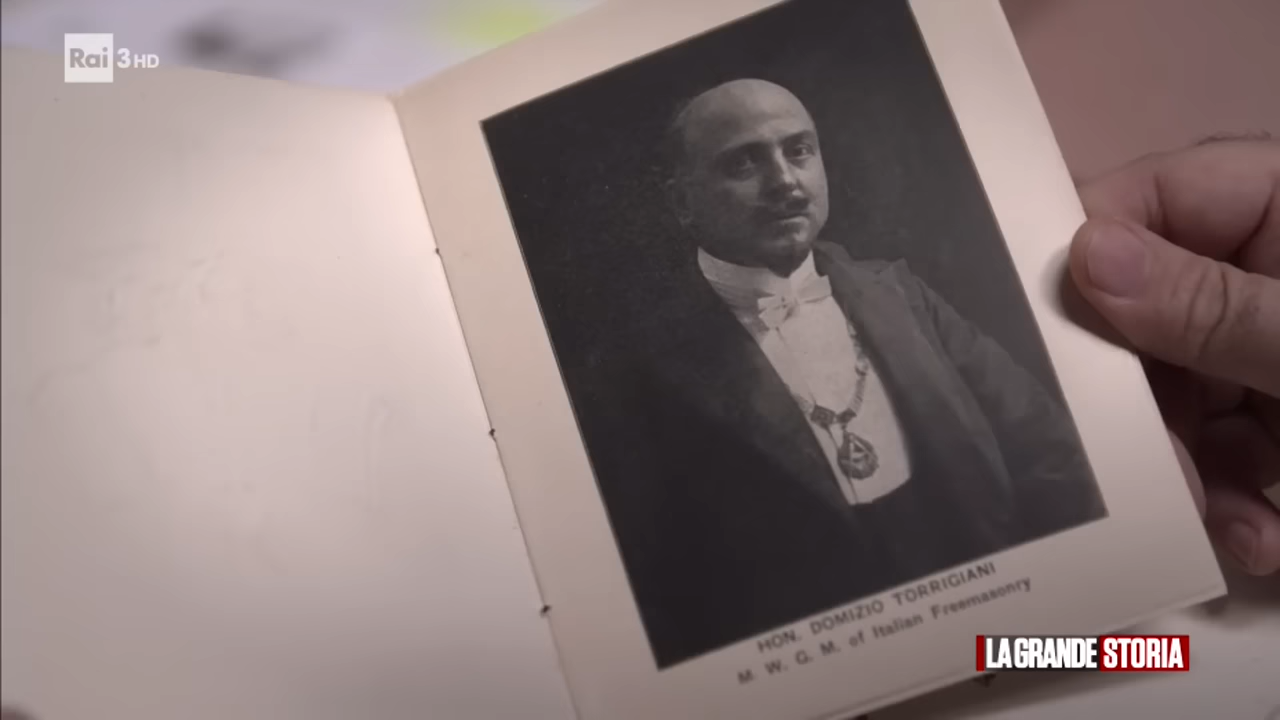 Rai 3HD
HON. DOMIZIO TORRIGIANI
M. W. G. M. of Italian Freemasonry
LA GRANDE STORIA